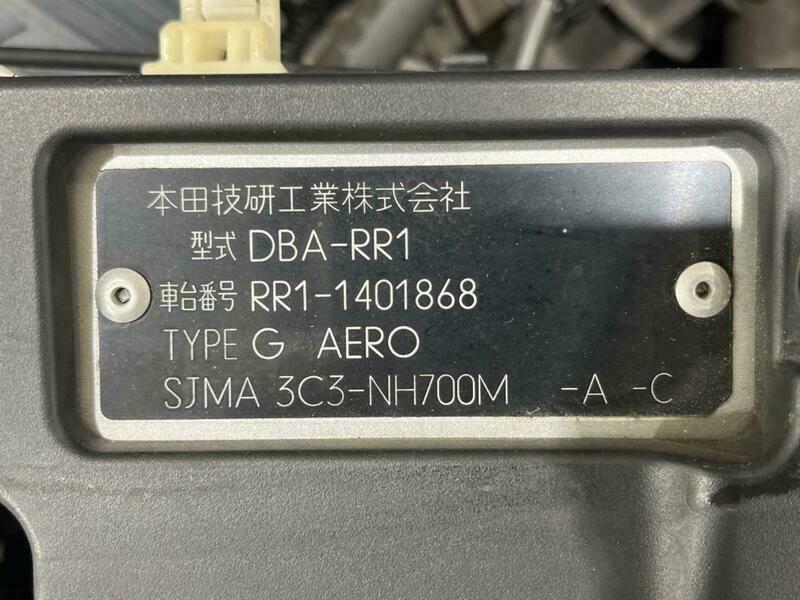 本田技研工業株式会社
型式 DBA-RR1
車台番号 RR1-1401868
TYPE G AERO
SJMA 3C3-NH700M -A -C